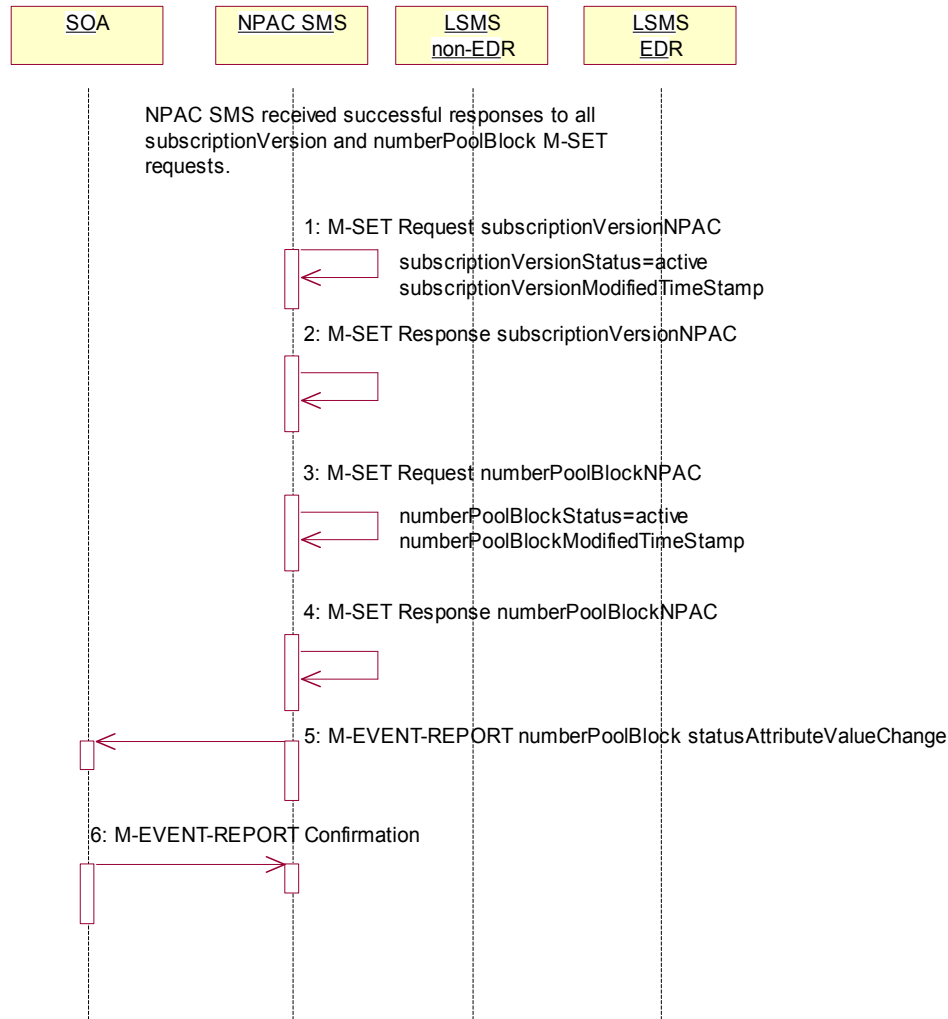 SOA
NPAC SMS
LSMS
non-EDR
LSMS
EDR
NPAC SMS received successful responses to all
subscriptionVersion and numberPoolBlock M-SET
requests.
1: M-SET Request subscriptionVersionNPAC
subscriptionVersionStatus=active
subscriptionVersionModifiedTimeStamp
2: M-SET Response subscriptionVersionNPAC
3: M-SET Request numberPoolBlockNPAC
numberPoolBlockStatus=active
numberPoolBlockModifiedTimeStamp
4: M-SET Response numberPoolBlockNPAC
5: M-EVENT-REPORT numberPoolBlock statusAttributeValueChange
6: M-EVENT-REPORT Confirmation